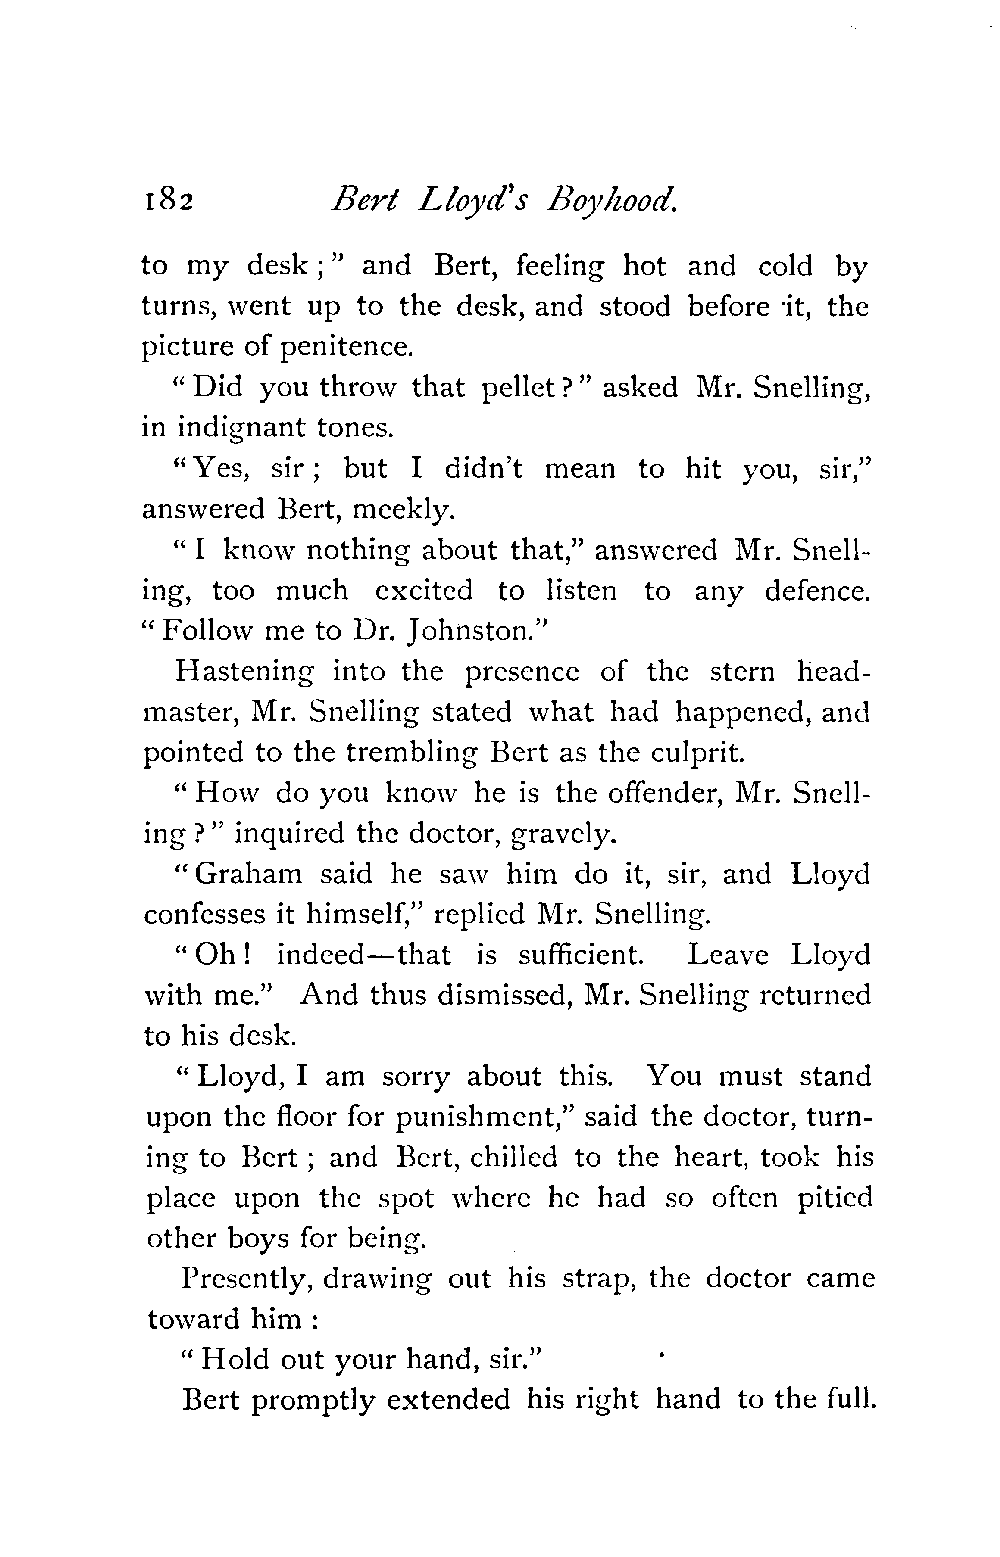 182 Bert Lloyd's Boyhood.
to my desk ; " and Bert, feeling hot and cold by
turns, went up to the desk, and stood before it, the
picture of penitence.
" Did you throw that pellet ? " asked Mr. Snelling,
in indignant tones.
" Yes, sir ; but I didn't mean to hit you, sir,"
answered Bert, meekly.
" I know nothing about that," answered Mr. Snell-
ing, too much excited to listen to any defence.
" Follow me to Dr. Johnston."
Hastening into the presence of the stern head-
master, Mr. Snelling stated what had happened, and
pointed to the trembling Bert as the culprit.
" How do you know he is the offender, Mr. Snell-
ing ? " inquired the doctor, gravely.
" Graham said he saw him do it, sir, and Lloyd
confesses it himself," replied Mr. Snelling.
" Oh ! indeed—that is sufficient. Leave Lloyd
with me." And thus dismissed, Mr. Snelling returned
to his desk.
" Lloyd, I am sorry about this. You must stand
upon the floor for punishment," said the doctor, turn-
ing to Bert ; and Bert, chilled to the heart, took his
place upon the spot where he had so often pitied
other boys for being.
Presently, drawing out his strap, the doctor came
toward him :
" Hold out your hand, sir."
Bert promptly extended his right hand to the full.